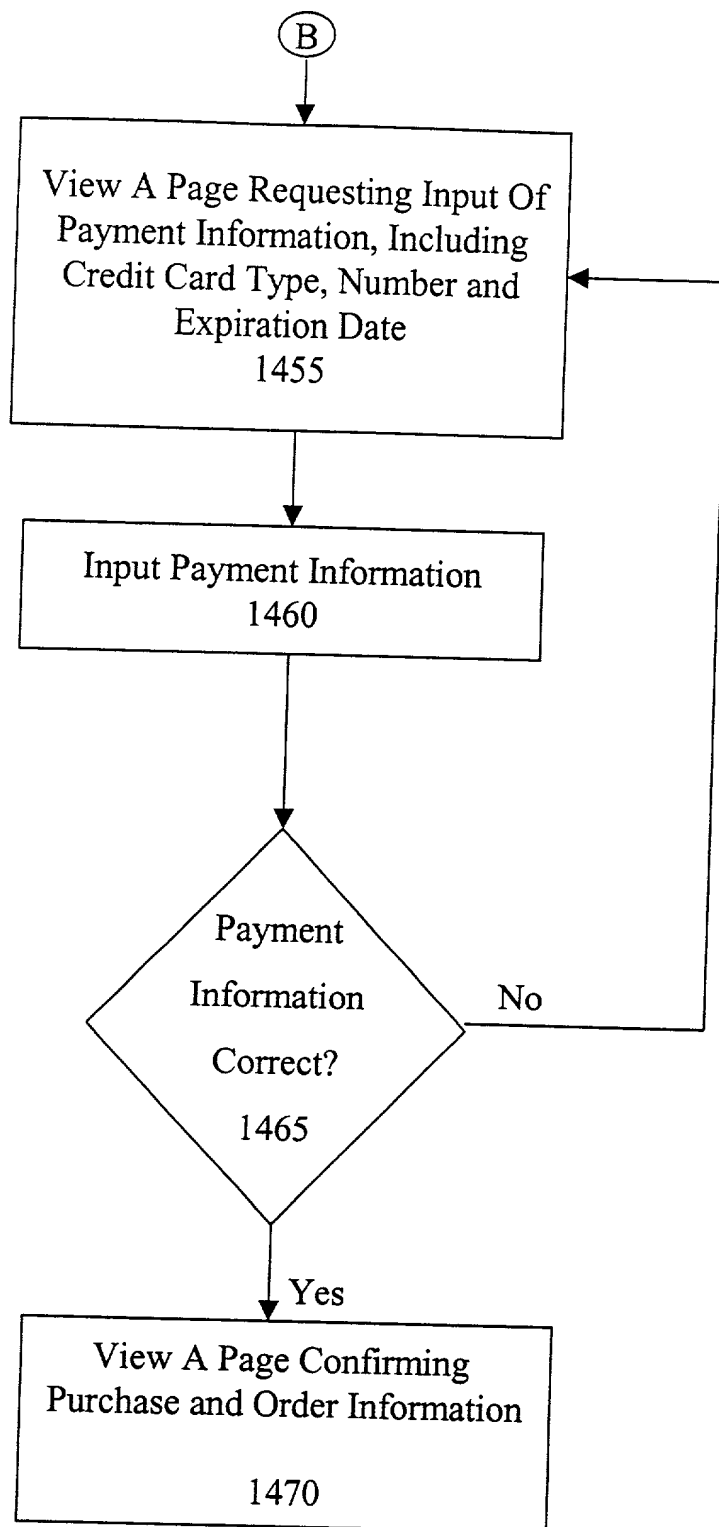 B
View A Page Requesting Input Of
Payment Information, Including
Credit Card Type, Number and
Expiration Date
1455
Input Payment Information
1460
Payment
Information
Correct?
1465
No
Yes
View A Page Confirming
Purchase and Order Information
1470